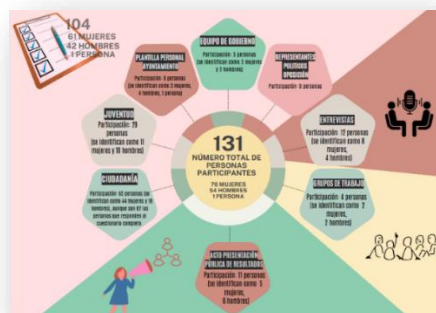 104
61 MUJERES
42 HOMBRES
1 PERSONA
EQUIPO DE GOBIERNO
Participación: 5 personas
(se identifican como 3 mujeres
y 2 hombres)
PLANTILLA PERSONAL
AYUNTAMIENTO
Participación: 8 personas
(se identifican como 3 mujeres,
4 hombres, 1 persona)
REPRESENTANTES
POLÍTICOS
OPOSICIÓN
Participación: 0 personas
JUVENTUD
Participación: 29
personas
(se identifican como 11
mujeres y 18 hombres)
ENTREVISTAS
Participación: 12 personas
(se identifican como 8
mujeres,
4 hombres)
131
NÚMERO TOTAL DE
PERSONAS
PARTICIPANTES
76 MUJERES
54 HOMBRES
1 PERSONA
CIUDADANÍA
Participación: 62 personas (se
identifican como 44 mujeres y 18
hombres), aunque son 67 las
personas que responden el
cuestionario completo.
GRUPOS DE TRABAJO
Participación: 4 personas
(se identifican como 2
mujeres,
2 hombres)
ACTO PRESENTACIÓN
PÚBLICA DE RESULTADOS
Participación: 11 personas
(se identifican como 5
mujeres,
6 hombres)